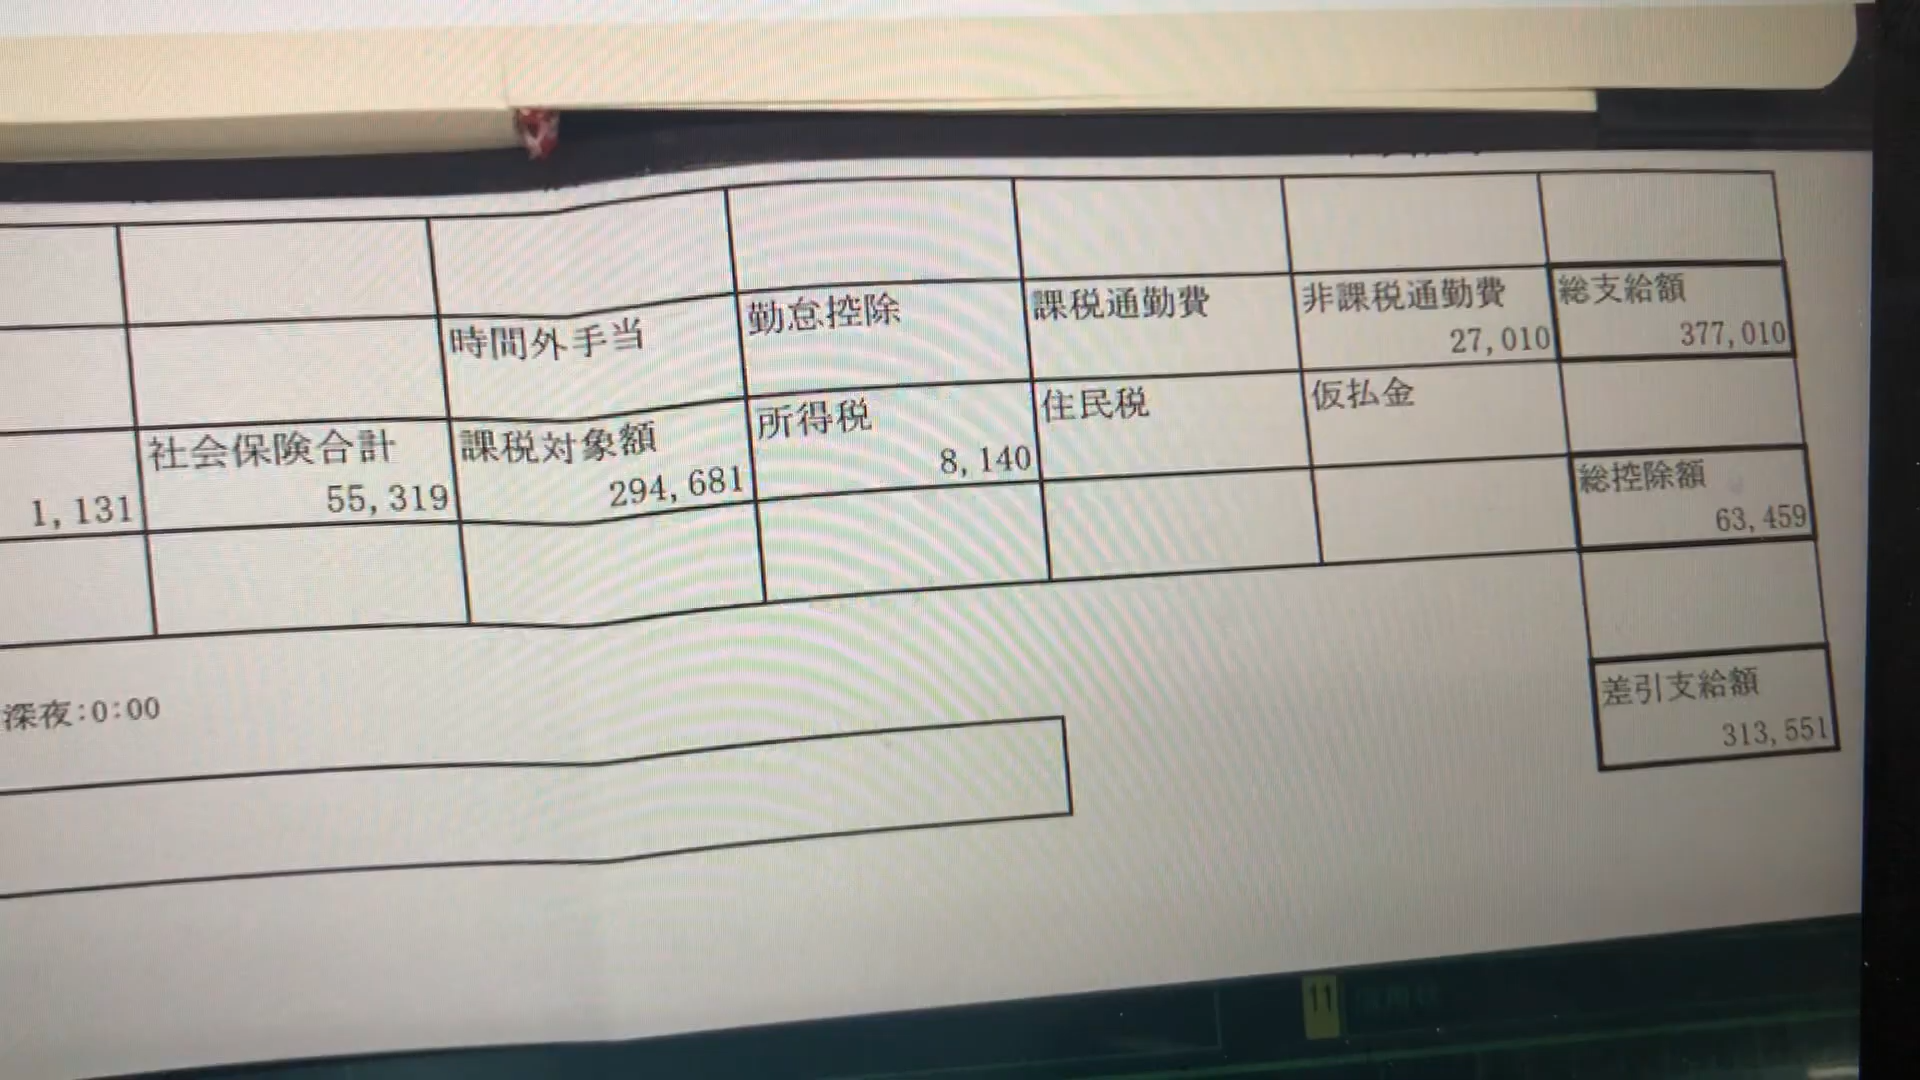 時間外手当
勤怠控除
課税通勤費
非課税通勤費
27,010
総支給額
377,010
1,131
社会保険合計
55,319
課税対象額
294,681
所得税
8,140
住民税
仮払金
総控除額
63,459
深夜:0:00
差引支給額
313,551
11